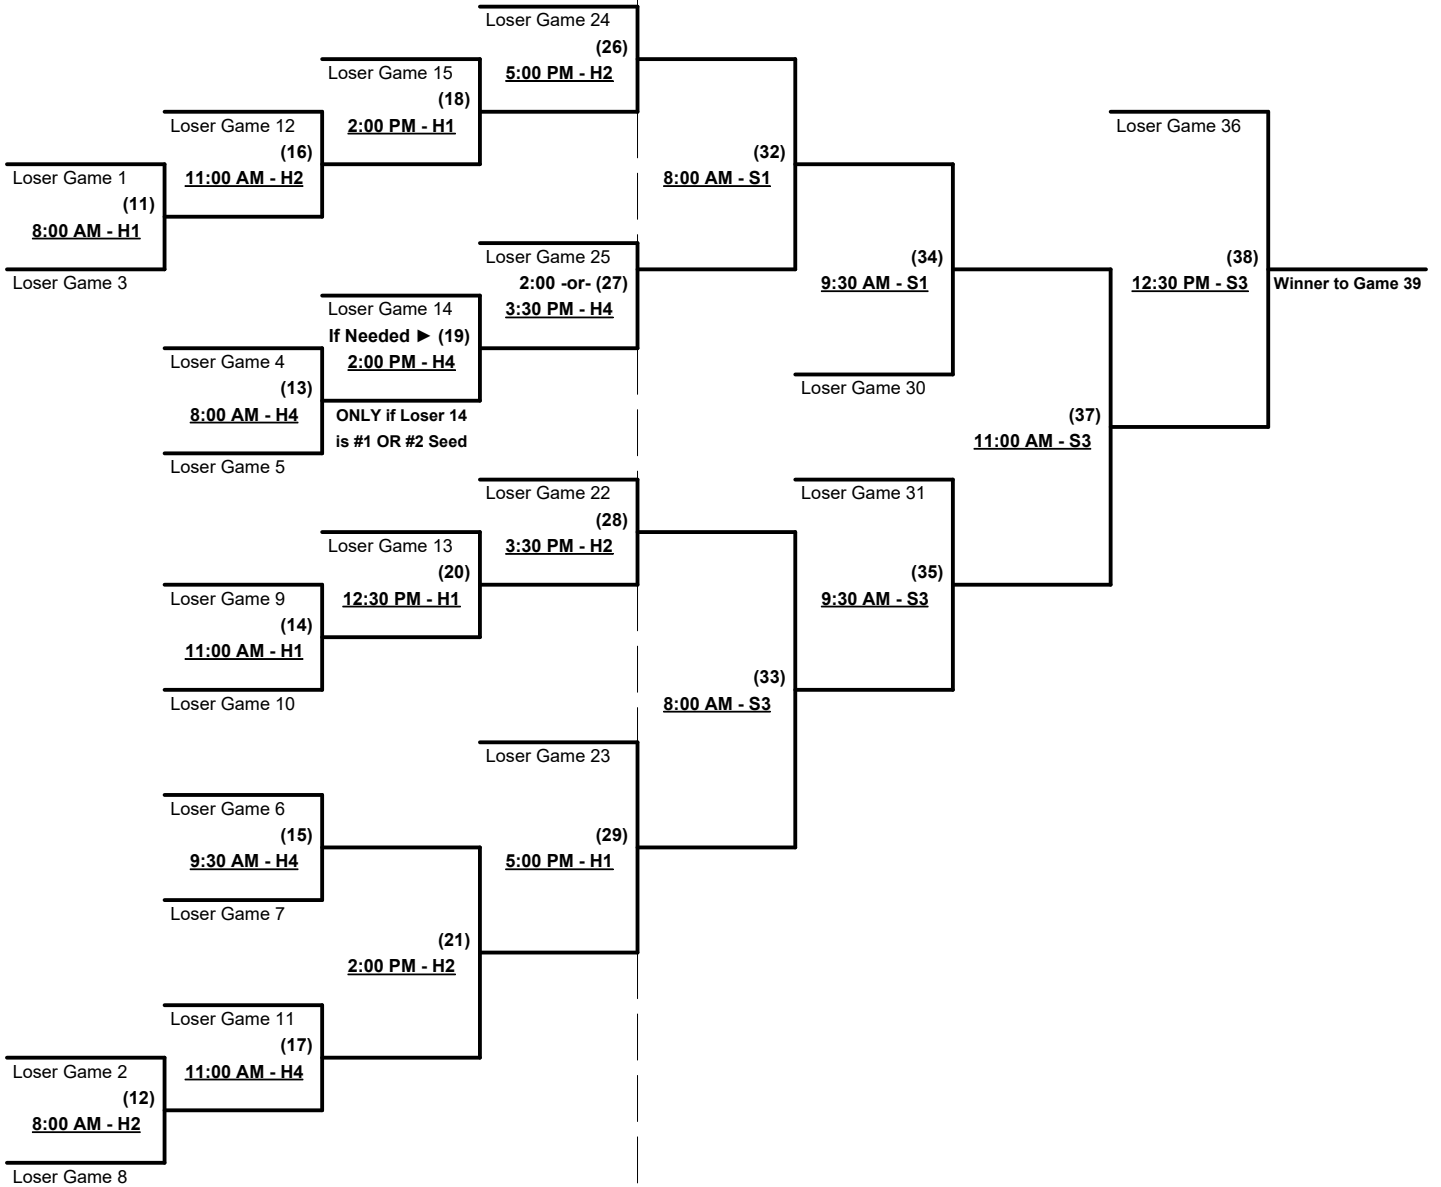 Loser Game 24
(26)
5:00 PM - H2
Loser Game 15
(18)
2:00 PM - H1
Loser Game 12
(16)
11:00 AM - H2
Loser Game 1
(11)
8:00 AM - H1
Loser Game 3
(32)
8:00 AM - S1
Loser Game 36
(38)
12:30 PM - S3
Winner to Game 39
Loser Game 25
2:00 -or- (27)
3:30 PM - H4
Loser Game 14
If Needed ► (19)
2:00 PM - H4
ONLY if Loser 14
is #1 OR #2 Seed
Loser Game 4
(13)
8:00 AM - H4
Loser Game 5
(34)
9:30 AM - S1
Loser Game 30
(37)
11:00 AM - S3
Loser Game 22
(28)
3:30 PM - H2
Loser Game 13
(20)
12:30 PM - H1
Loser Game 9
(14)
11:00 AM - H1
Loser Game 10
Loser Game 31
(35)
9:30 AM - S3
(33)
8:00 AM - S3
Loser Game 23
(29)
5:00 PM - H1
Loser Game 6
(15)
9:30 AM - H4
Loser Game 7
(21)
2:00 PM - H2
Loser Game 11
(17)
11:00 AM - H4
Loser Game 2
(12)
8:00 AM - H2
Loser Game 8